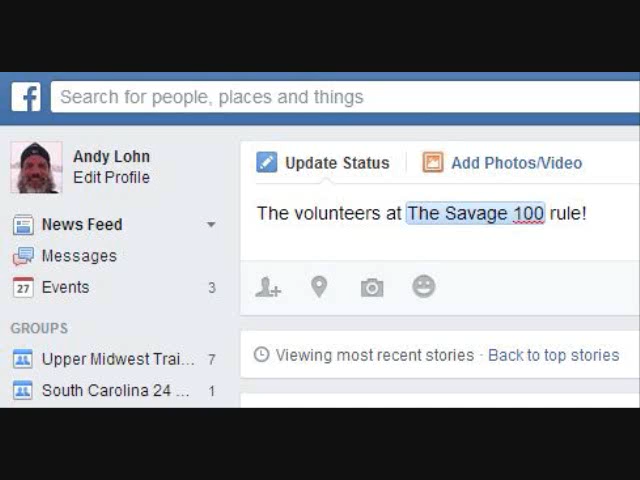 f
Search for people, places and things
Andy Lohn
Edit Profile
Update Status
Add Photos/Video
The volunteers at The Savage 100 rule!
News Feed
Messages
27 Events 3
GROUPS
Upper Midwest Trai... 7
South Carolina 24 ... 1
Viewing most recent stories · Back to top stories